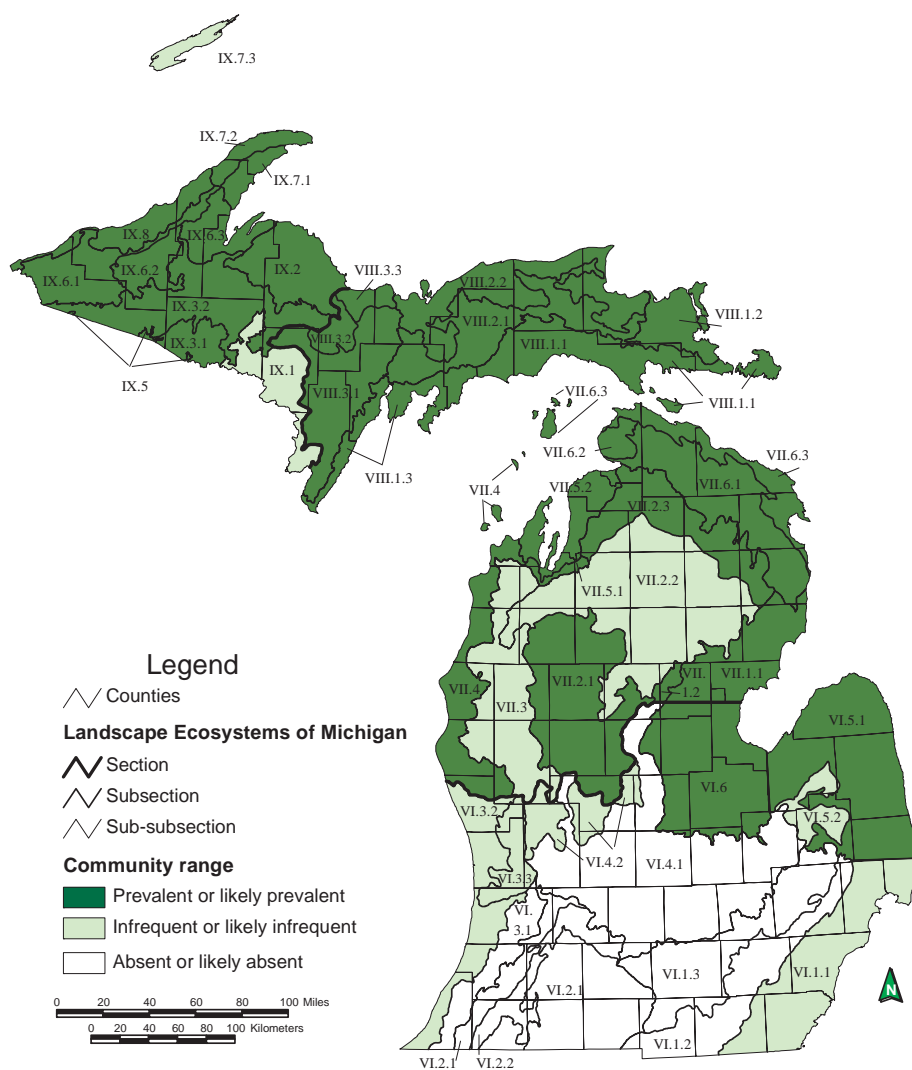 IX.7.3
IX.7.2
IX.7.1
IX.8
IX.6.3
IX.6.1
IX.6.2
IX.2
VIII.3.3
VIII.2.2
IX.3.2
VIII.2.1
VIII.1.2
IX.3.1
VIII.3.2
VIII.1.1
IX.5
IX.1
VIII.3.1
VIII.1.1
VII.6.3
VIII.1.3
VII.6.2
VII.6.3
VII.4
VII.5.2
VII.6.1
VII.2.3
VII.5.1
VII.2.2
VII.4
VII.3
VII.2.1
VII.
1.2
VII.1.1
VI.5.1
VI.6
VI.3.2
VI.5.2
VI.4.2
VI.4.1
VI.3.3
VI.
3.1
VI.1.3
VI.1.1
VI.2.1
VI.1.2
VI.2.1
VI.2.2
Legend
Counties
Landscape Ecosystems of Michigan
Section
Subsection
Sub-subsection
Community range
Prevalent or likely prevalent
Infrequent or likely infrequent
Absent or likely absent
0 20 40 60 80 100 Miles
0 20 40 60 80 100 Kilometers
N